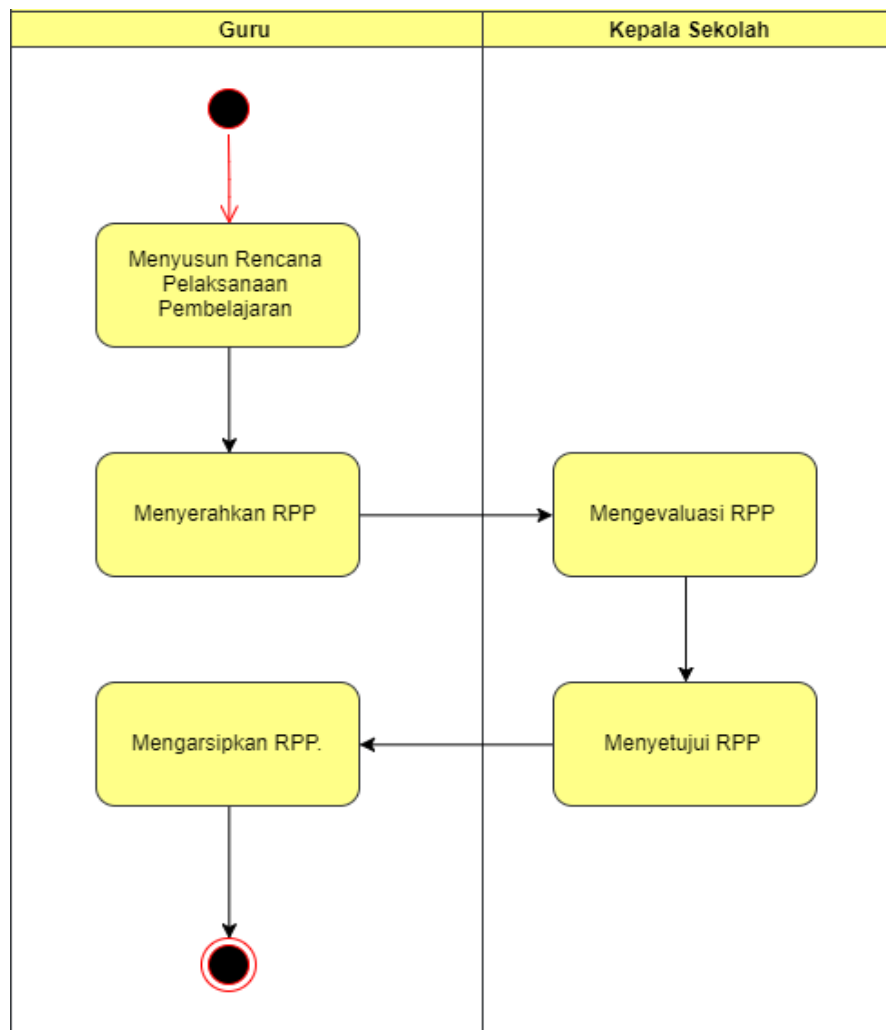 Guru
Kepala Sekolah
Menyusun Rencana
Pelaksanaan
Pembelajaran
Menyerahkan RPP
Mengevaluasi RPP
Mengarsipkan RPP.
Menyetujui RPP